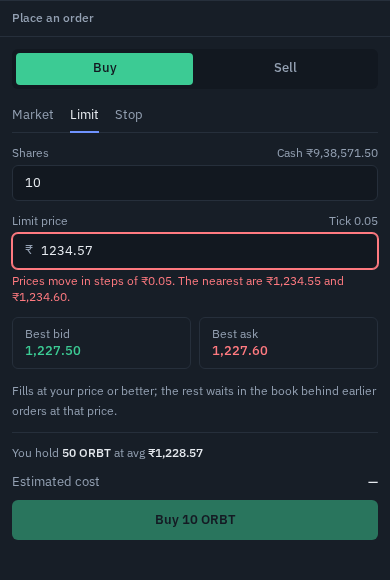 Place an order
Buy
Sell
Market
Limit
Stop
Shares
Cash ₹9,38,571.50
10
Limit price
Tick 0.05
₹ 1234.57
Prices move in steps of ₹0.05. The nearest are ₹1,234.55 and
₹1,234.60.
Best bid
1,227.50
Best ask
1,227.60
Fills at your price or better; the rest waits in the book behind earlier
orders at that price.
You hold 50 ORBT at avg ₹1,228.57
Estimated cost
—
Buy 10 ORBT